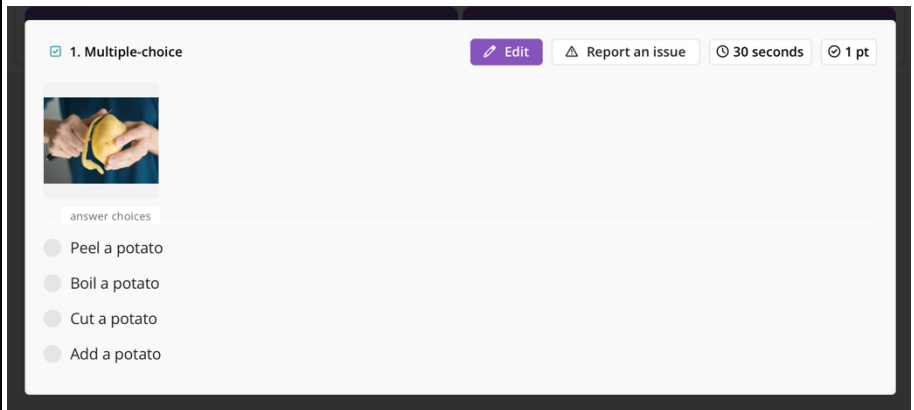 1. Multiple-choice
Edit
Report an issue
30 seconds
1 pt
answer choices
Peel a potato
Boil a potato
Cut a potato
Add a potato